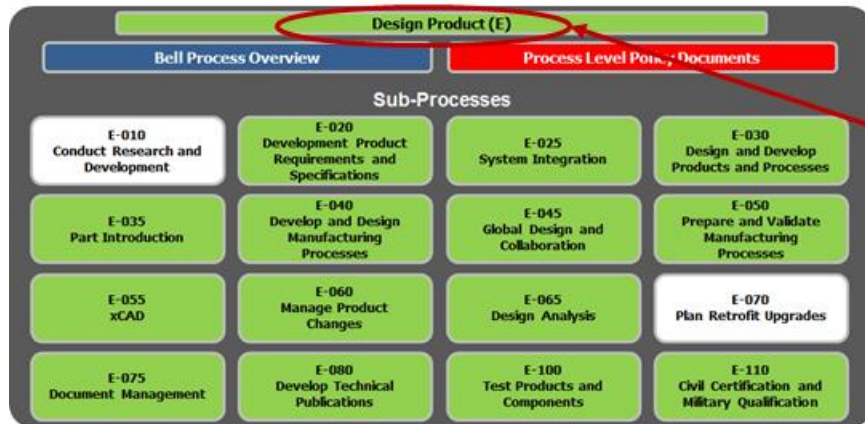 Design Product (E)
Bell Process Overview
Process Level Policy Documents
Sub-Processes
E-010
Conduct Research and
Development
E-020
Development Product
Requirements and
Specifications
E-025
System Integration
E-030
Design and Develop
Products and Processes
E-035
Part Introduction
E-040
Develop and Design
Manufacturing
Processes
E-045
Global Design and
Collaboration
E-050
Prepare and Validate
Manufacturing
Processes
E-055
xCAD
E-060
Manage Product
Changes
E-065
Design Analysis
E-070
Plan Retrofit Upgrades
E-075
Document Management
E-080
Develop Technical
Publications
E-100
Test Products and
Components
E-110
Civil Certification and
Military Qualification